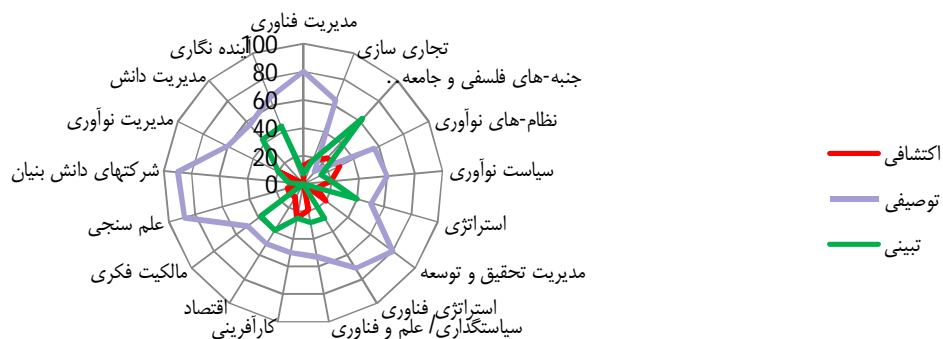 مدیریت فناوری
تجاری سازی
جنبه-های فلسفی و جامعه...
نظام-های نوآوری
سیاست نوآوری
استراتژی
مدیریت تحقیق و توسعه
استراتژی فناوری
سیاستگذاری/ علم و فناوری
کارآفرینی
اقتصاد
مالکیت فکری
علم سنجی
شرکتهای دانش بنیان
مدیریت نوآوری
مدیریت دانش
آینده نگاری
100
80
60
40
20
0
اکتشافی
توصیفی
تبینی